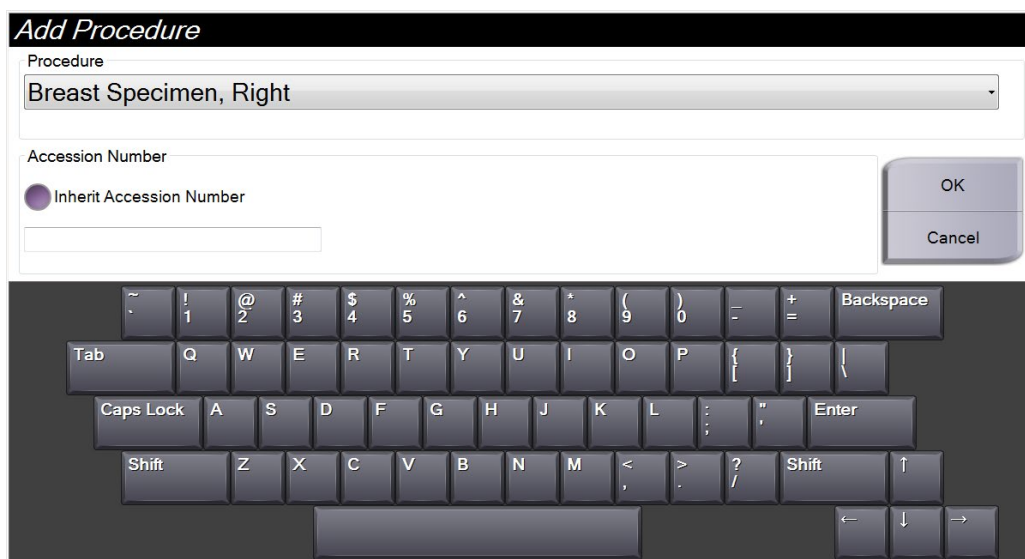 Add Procedure
Procedure
Breast Specimen, Right
Accession Number
Inherit Accession Number
OK
Cancel
~ ! @ # $ % ^ & * ( ) _ + Backspace
` 1 2 3 4 5 6 7 8 9 0 - =
Tab Q W E R T Y U I O P { } |
[ ] \
Caps Lock A S D F G H J K L : " Enter
; '
Shift Z X C V B N M < > ? Shift ↑
, . /
← ↓ →